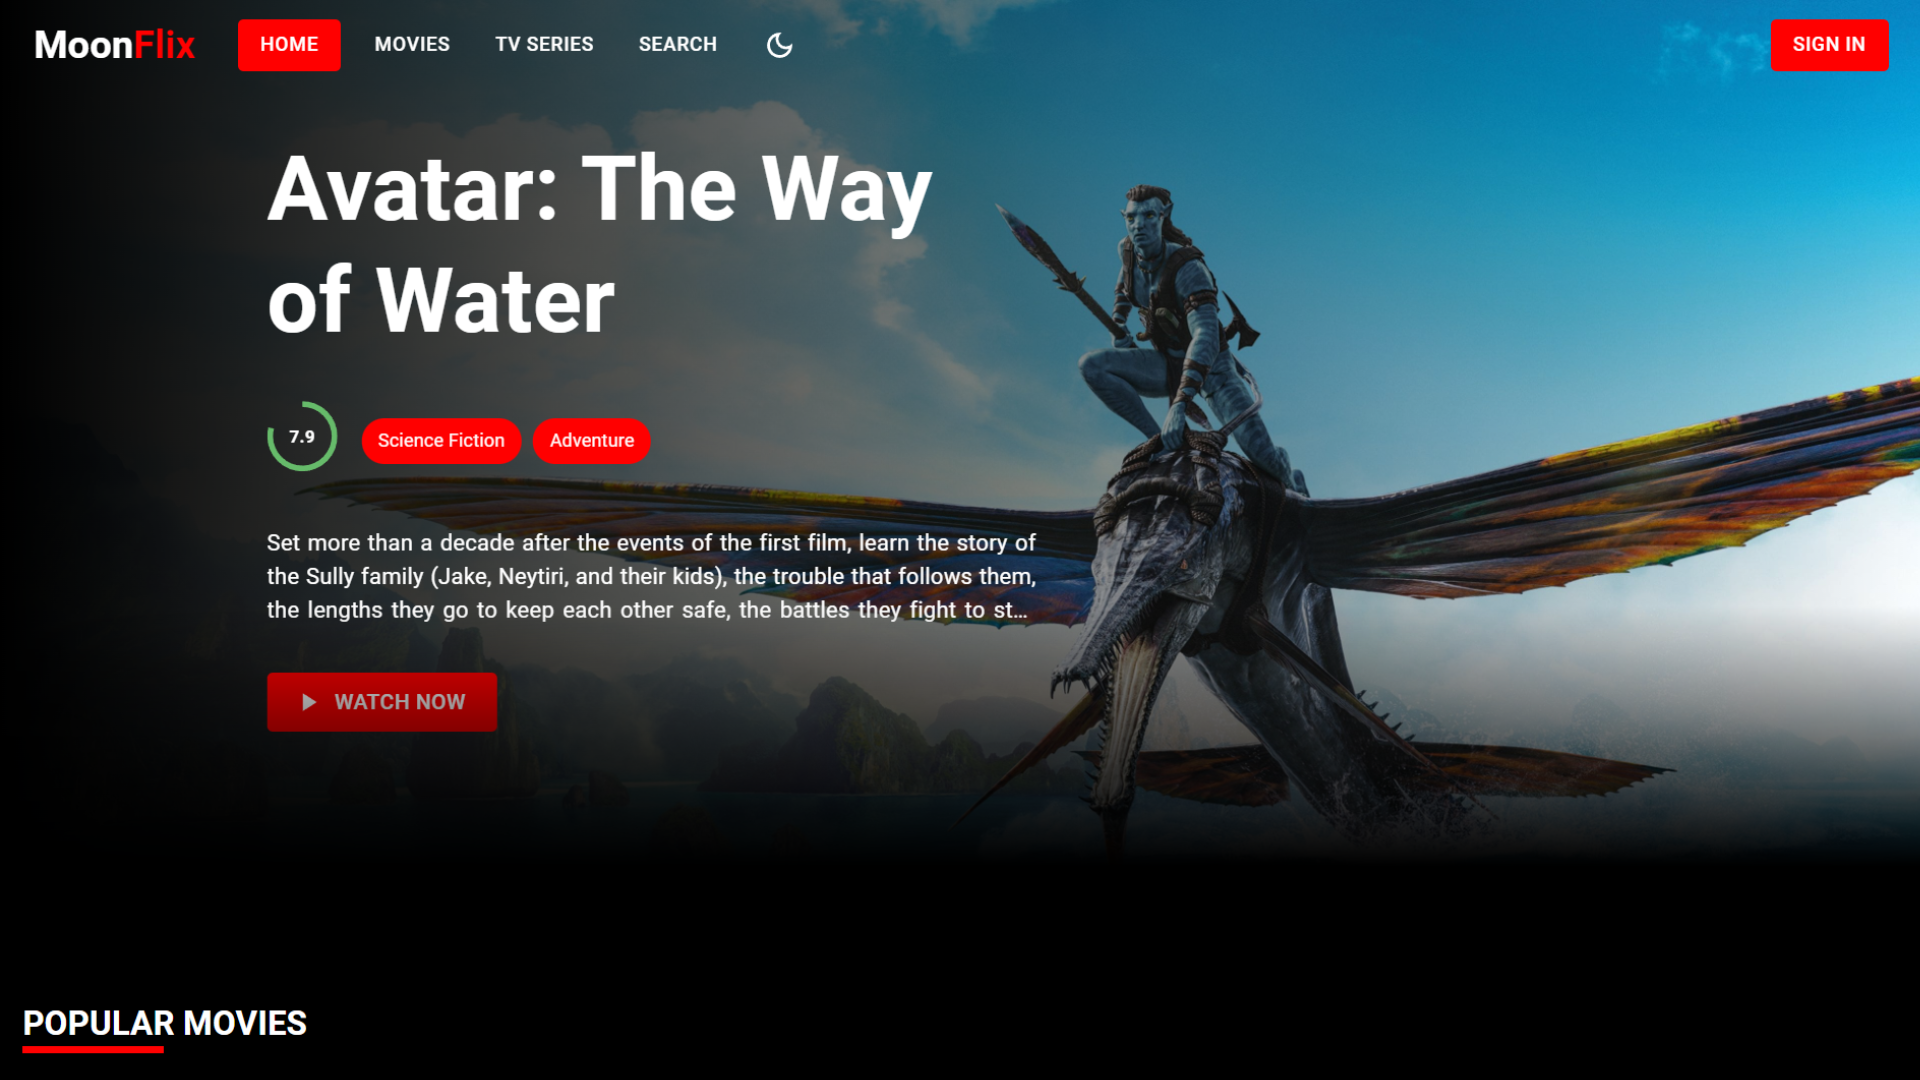 MoonFlix
HOME
MOVIES
TV SERIES
SEARCH
SIGN IN
Avatar: The Way
of Water
7.9
Science Fiction
Adventure
Set more than a decade after the events of the first film, learn the story of
the Sully family (Jake, Neytiri, and their kids), the trouble that follows them,
the lengths they go to keep each other safe, the battles they fight to st...
WATCH NOW
POPULAR MOVIES